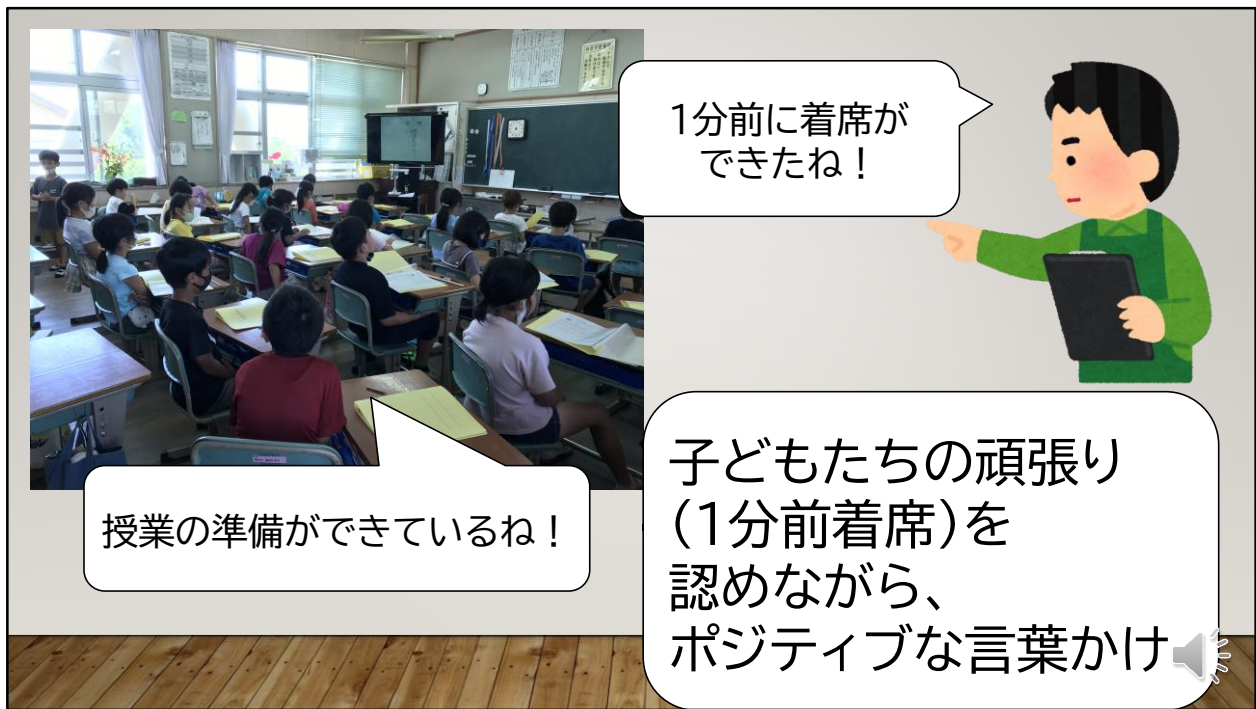 1分前に着席が
できたね！
授業の準備ができているね！
子どもたちの頑張り
(1分前着席)を
認めながら、
ポジティブな言葉かけ